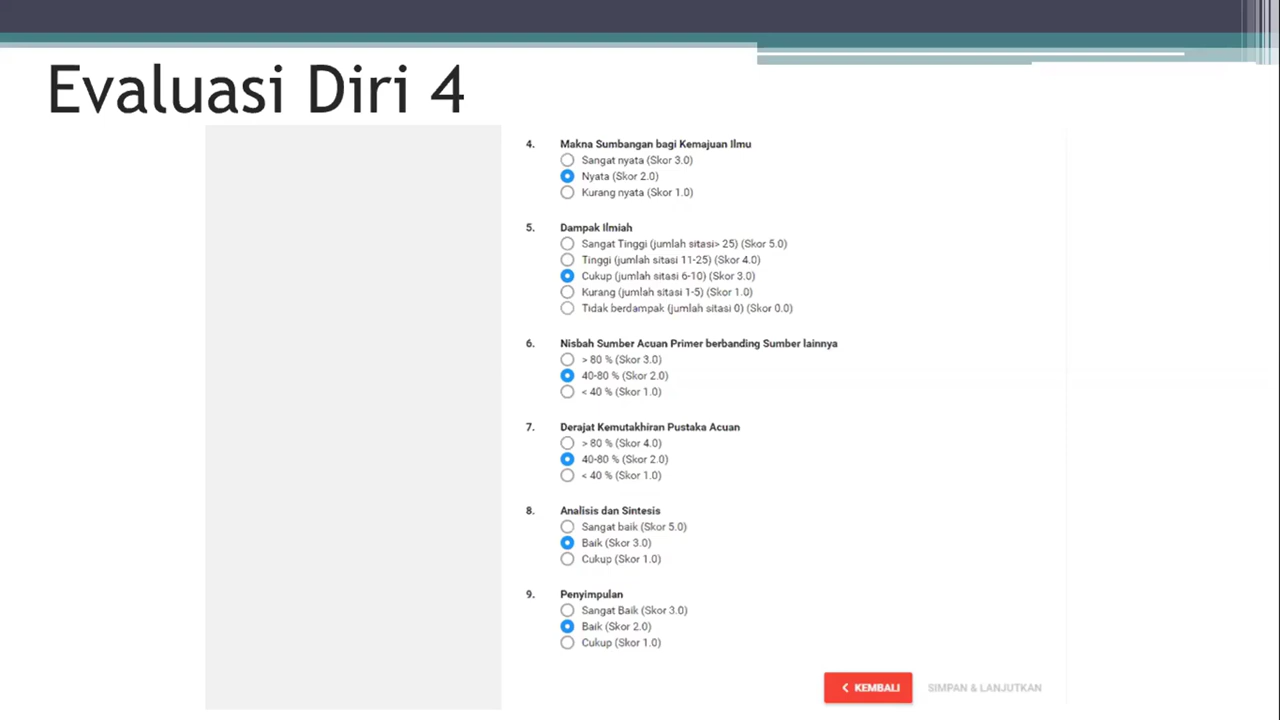 Evaluasi Diri 4
4. Makna Sumbangan bagi Kemajuan Ilmu
Sangat nyata (Skor 3.0)
Nyata (Skor 2.0)
Kurang nyata (Skor 1.0)
5. Dampak Ilmiah
Sangat Tinggi (jumlah sitasi> 25) (Skor 5.0)
Tinggi (jumlah sitasi 11-25) (Skor 4.0)
Cukup (jumlah sitasi 6-10) (Skor 3.0)
Kurang (jumlah sitasi 1-5) (Skor 1.0)
Tidak berdampak (jumlah sitasi 0) (Skor 0.0)
6. Nisbah Sumber Acuan Primer berbanding Sumber lainnya
> 80 % (Skor 3.0)
40-80 % (Skor 2.0)
< 40 % (Skor 1.0)
7. Derajat Kemutakhiran Pustaka Acuan
> 80 % (Skor 4.0)
40-80 % (Skor 2.0)
< 40 % (Skor 1.0)
8. Analisis dan Sintesis
Sangat baik (Skor 5.0)
Baik (Skor 3.0)
Cukup (Skor 1.0)
9. Penyimpulan
Sangat Baik (Skor 3.0)
Baik (Skor 2.0)
Cukup (Skor 1.0)
KEMBALI SIMPAN & LANJUTKAN